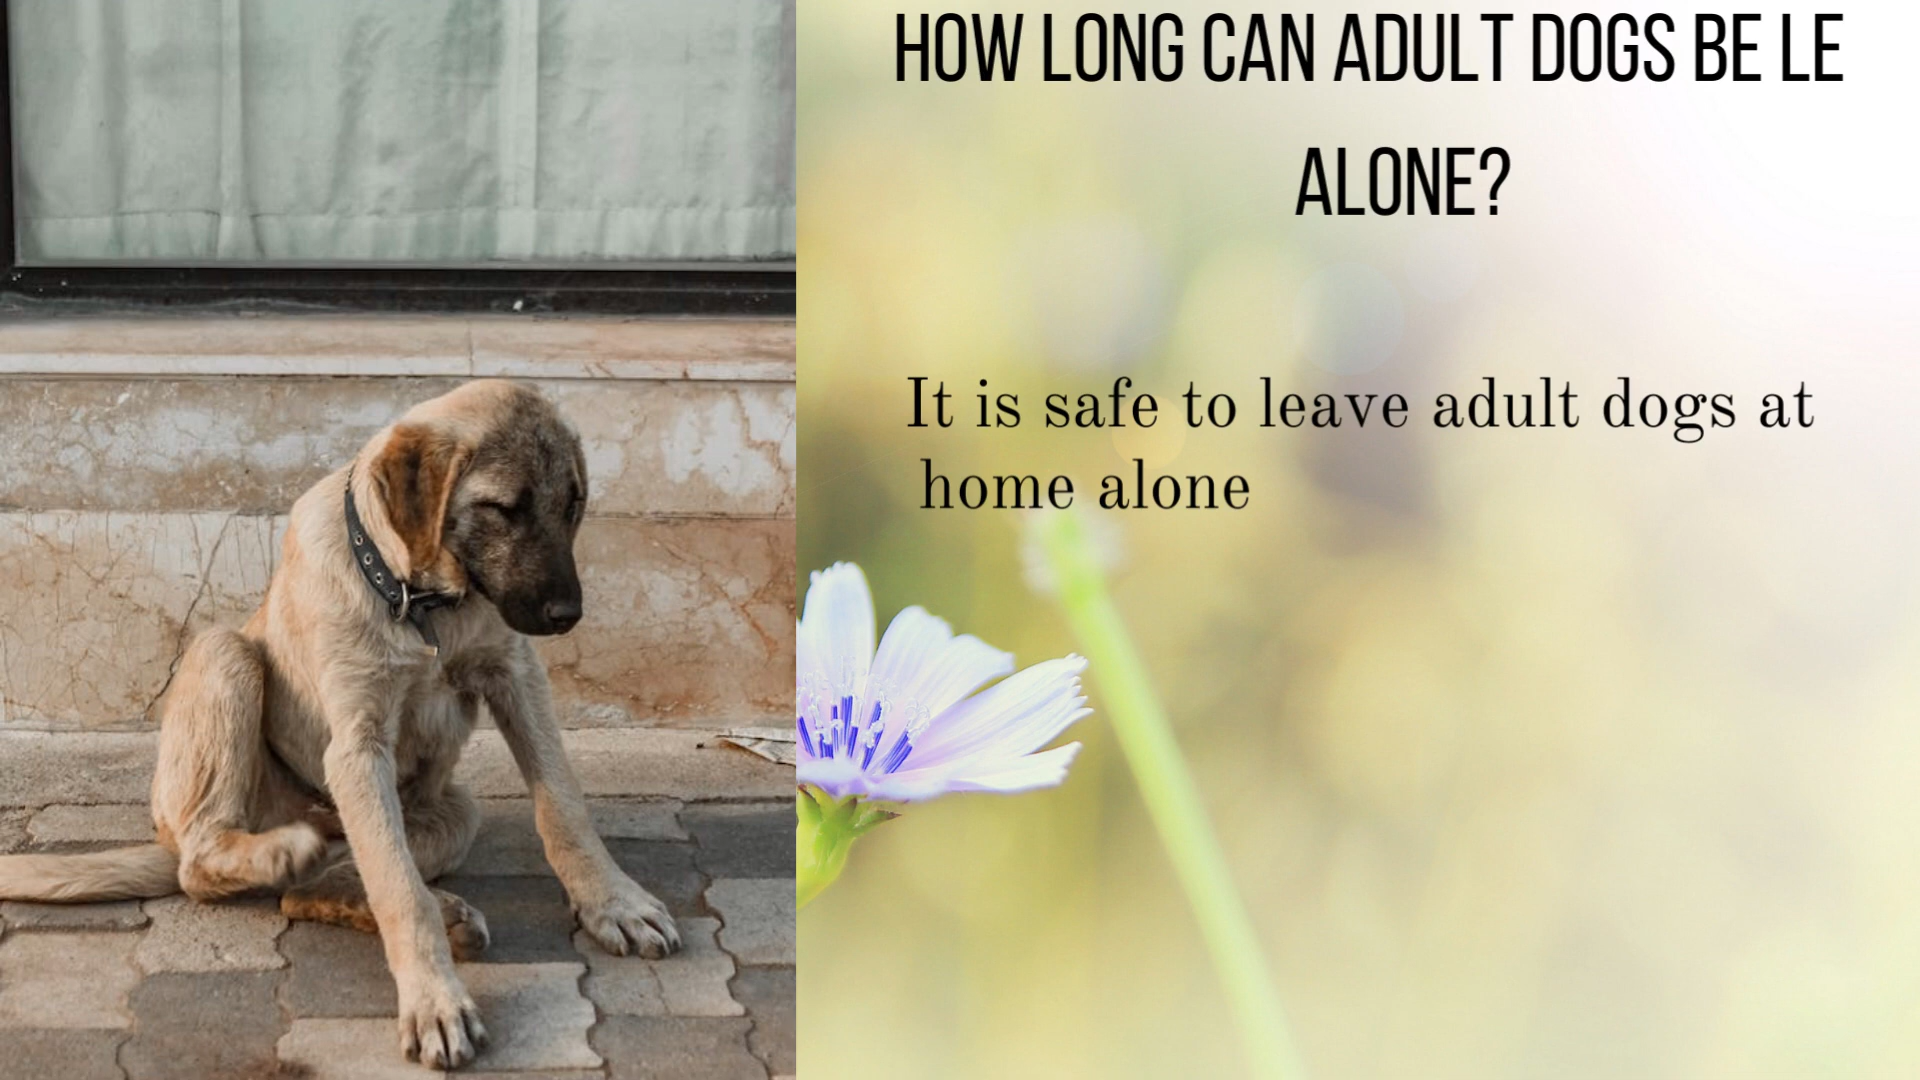 HOW LONG CAN ADULT DOGS BE LE
ALONE?
It is safe to leave adult dogs at
home alone